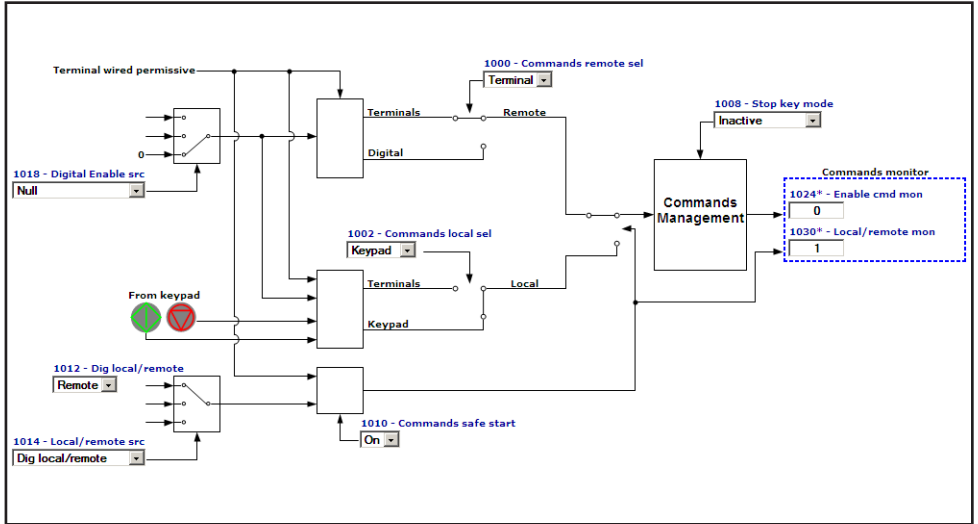 Terminal wired permissive
1000 - Commands remote sel
Terminal
1008 - Stop key mode
Inactive
Terminals
Remote
Digital
0
1018 - Digital Enable src
Null
Commands
Management
Commands monitor
1024* - Enable cmd mon
0
1030* - Local/remote mon
1
1002 - Commands local sel
Keypad
Terminals
Local
From keypad
Keypad
1012 - Dig local/remote
Remote
1014 - Local/remote src
Dig local/remote
1010 - Commands safe start
On